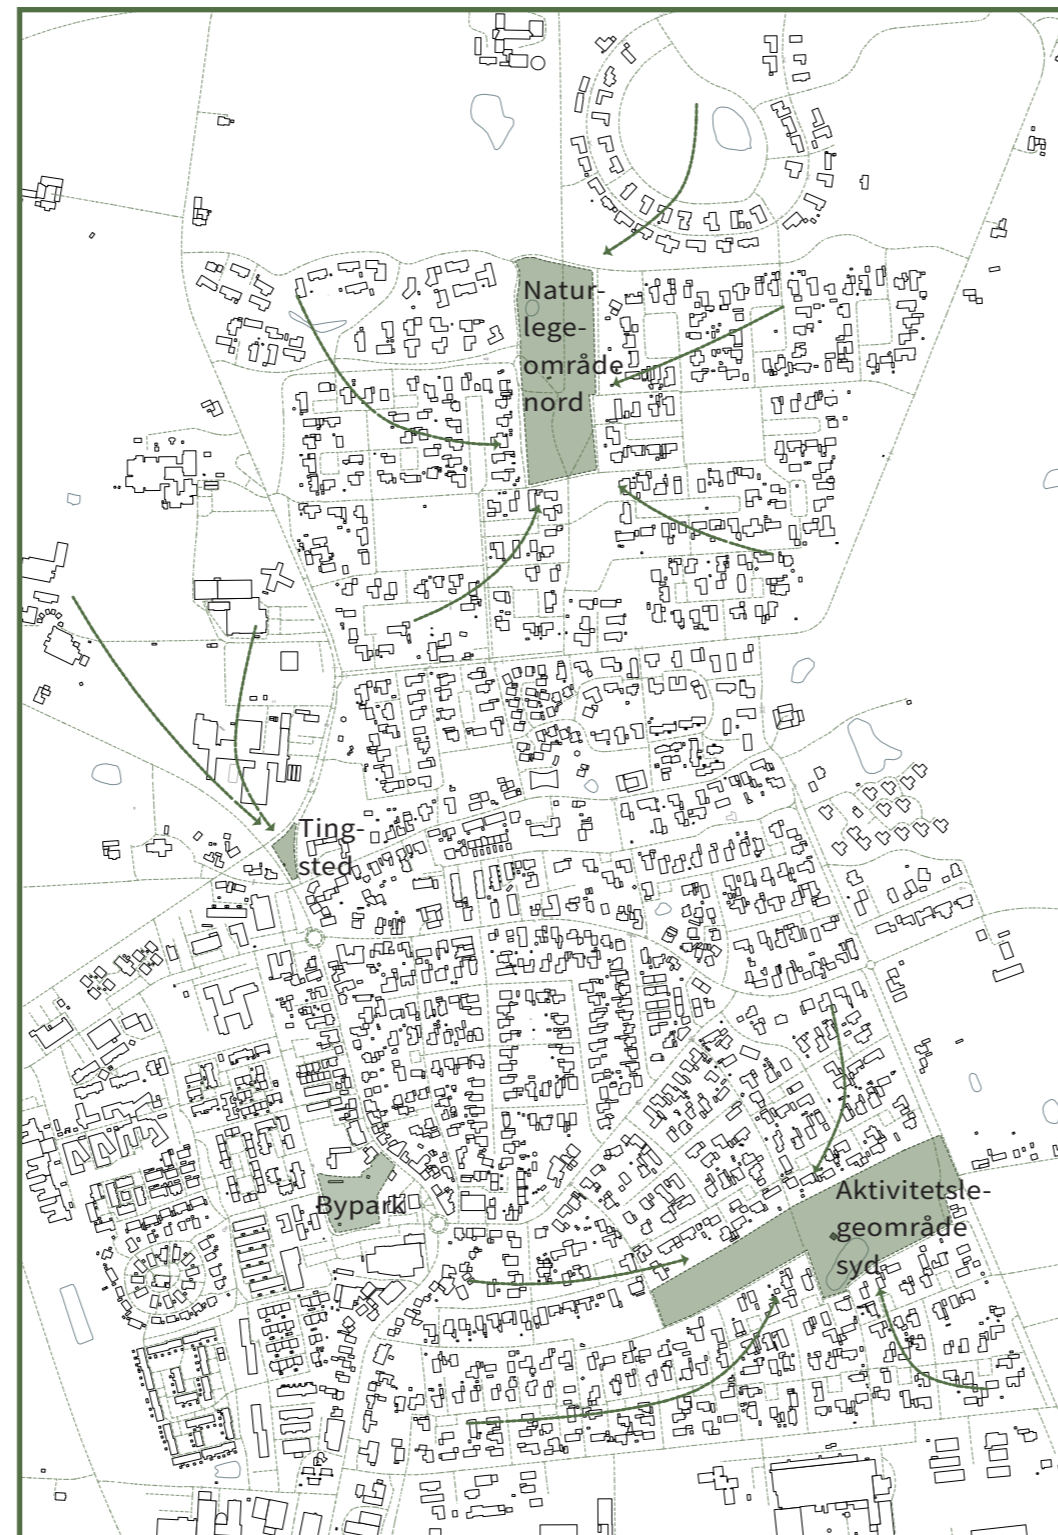 Natur-
lege-
område
nord
Ting-
sted
Bypark
Aktivitetsle-
geområde
syd